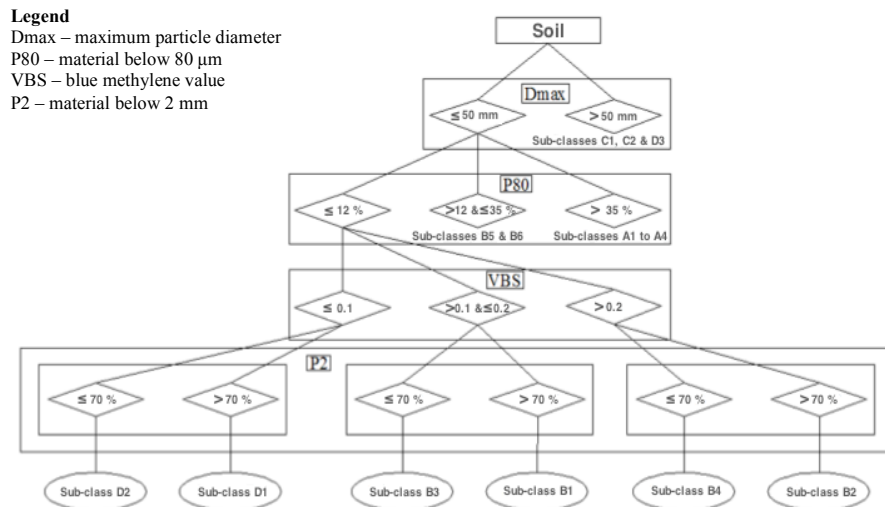 Legend
Dmax – maximum particle diameter
P80 – material below 80 μm
VBS – blue methylene value
P2 – material below 2 mm
Soil
Dmax
≤ 50 mm
> 50 mm
Sub-classes C1, C2 & D3
P80
≤ 12 %
>12 &≤35 %
> 35 %
Sub-classes B5 & B6
Sub-classes A1 to A4
VBS
≤ 0.1
>0.1 &≤0.2
>0.2
P2
≤ 70 %
> 70 %
≤ 70 %
> 70 %
≤ 70 %
> 70 %
Sub-class D2
Sub-class D1
Sub-class B3
Sub-class B1
Sub-class B4
Sub-class B2